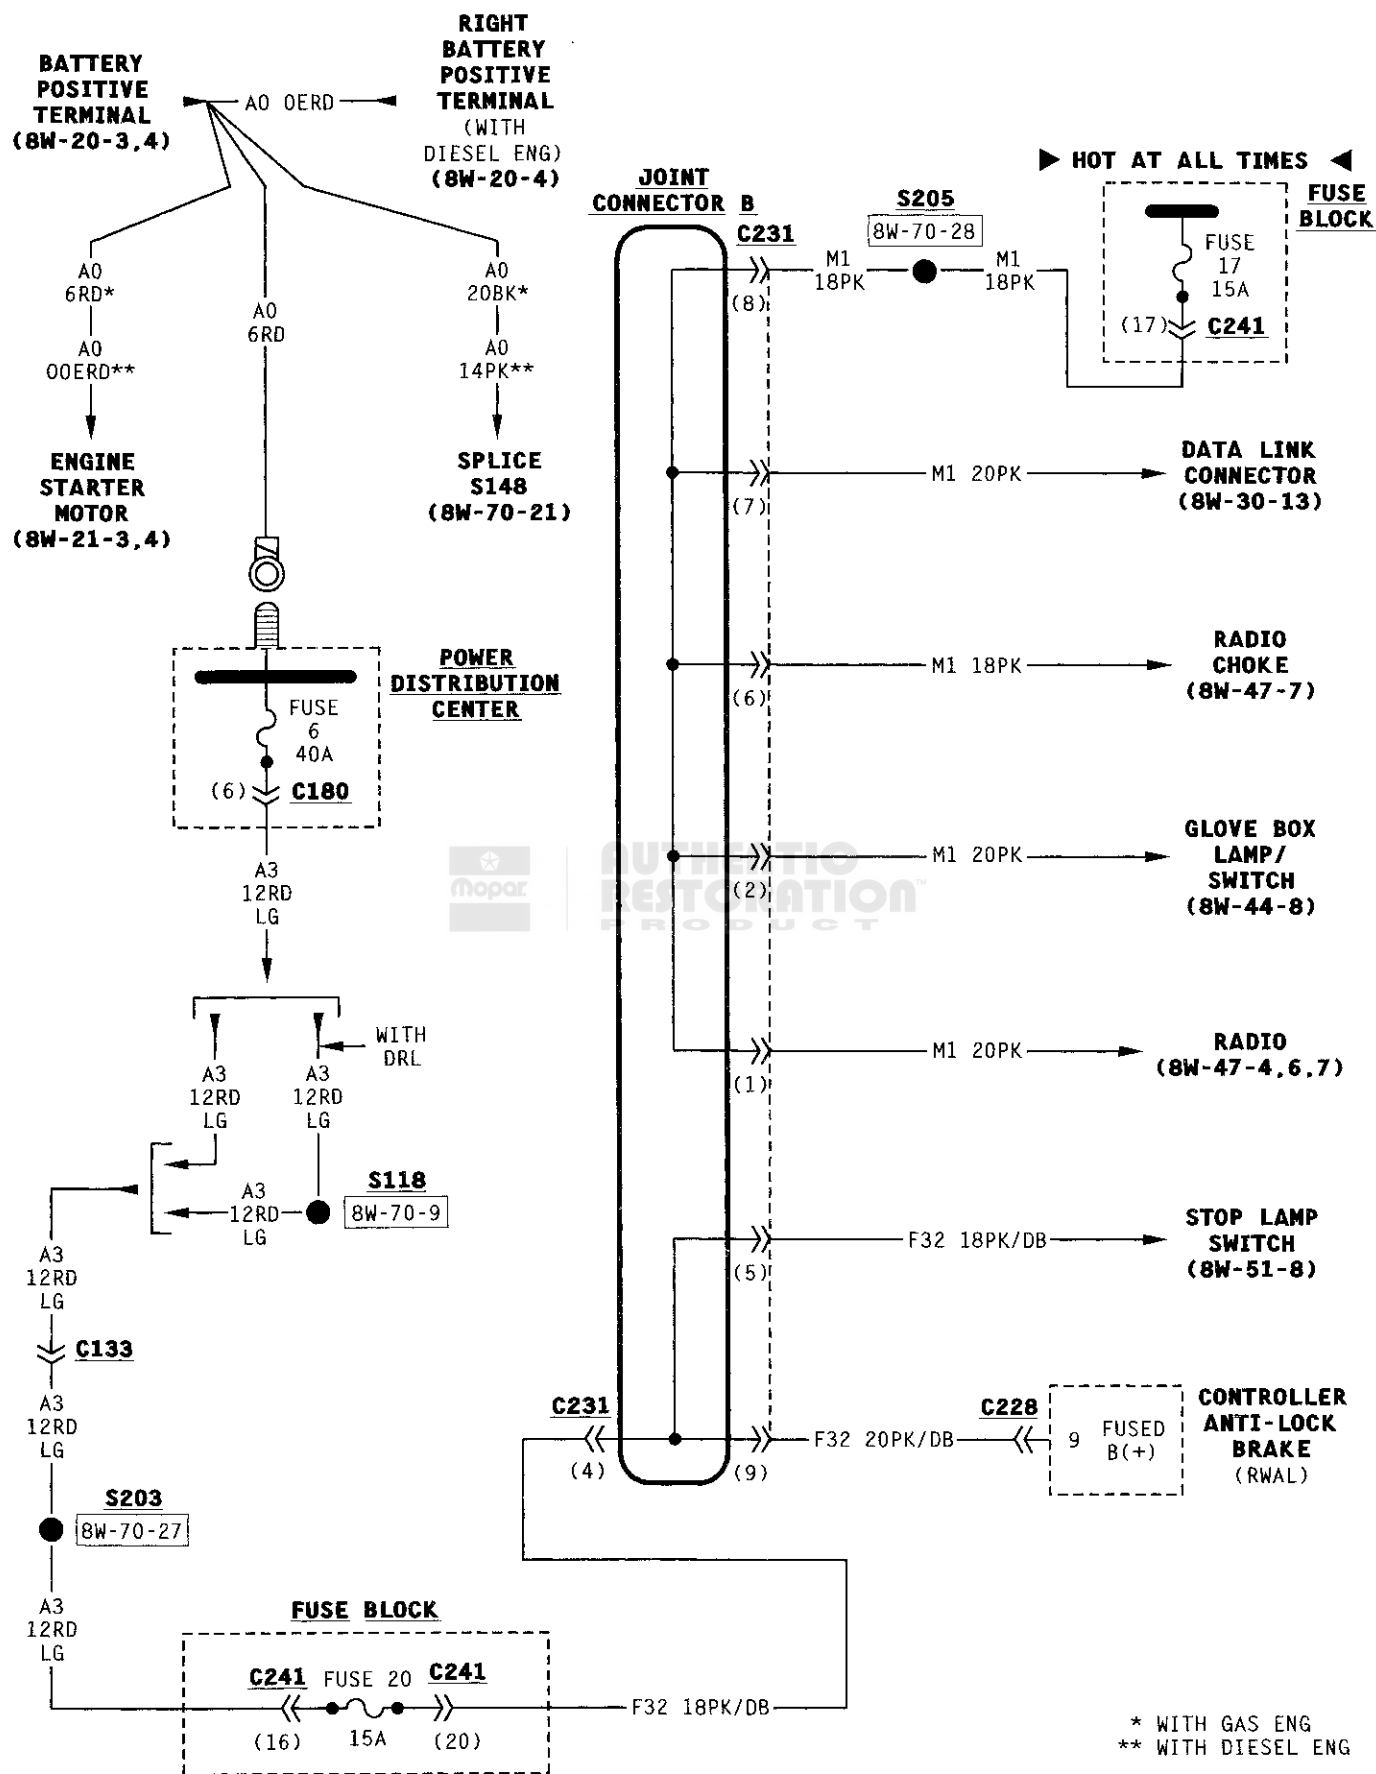 BATTERY
POSITIVE
TERMINAL
(8W-20-3,4)
A0 0ERD
RIGHT
BATTERY
POSITIVE
TERMINAL
(WITH
DIESEL ENG)
(8W-20-4)
A0
6RD*
A0
00ERD**
ENGINE
STARTER
MOTOR
(8W-21-3,4)
A0
6RD
A0
20BK*
A0
14PK**
SPLICE
S148
(8W-70-21)
POWER
DISTRIBUTION
CENTER
FUSE
6
40A
(6)
C180
A3
12RD
LG
WITH
DRL
A3
12RD
LG
A3
12RD
LG
A3
12RD
LG
S118
8W-70-9
A3
12RD
LG
C133
A3
12RD
LG
S203
8W-70-27
A3
12RD
LG
FUSE BLOCK
C241
FUSE 20
C241
(16)
15A
(20)
F32 18PK/DB
JOINT
CONNECTOR B
C231
(8)
M1
18PK
S205
8W-70-28
M1
18PK
HOT AT ALL TIMES
FUSE
BLOCK
FUSE
17
15A
(17)
C241
(7)
M1 20PK
DATA LINK
CONNECTOR
(8W-30-13)
(6)
M1 18PK
RADIO
CHOKE
(8W-47-7)
(2)
M1 20PK
GLOVE BOX
LAMP/
SWITCH
(8W-44-8)
Mopar
AUTHENTIC
RESTORATION™
PRODUCT
(1)
M1 20PK
RADIO
(8W-47-4,6,7)
(5)
F32 18PK/DB
STOP LAMP
SWITCH
(8W-51-8)
C231
(4)
(9)
F32 20PK/DB
C228
9
FUSED
B(+)
CONTROLLER
ANTI-LOCK
BRAKE
(RWAL)
* WITH GAS ENG
** WITH DIESEL ENG